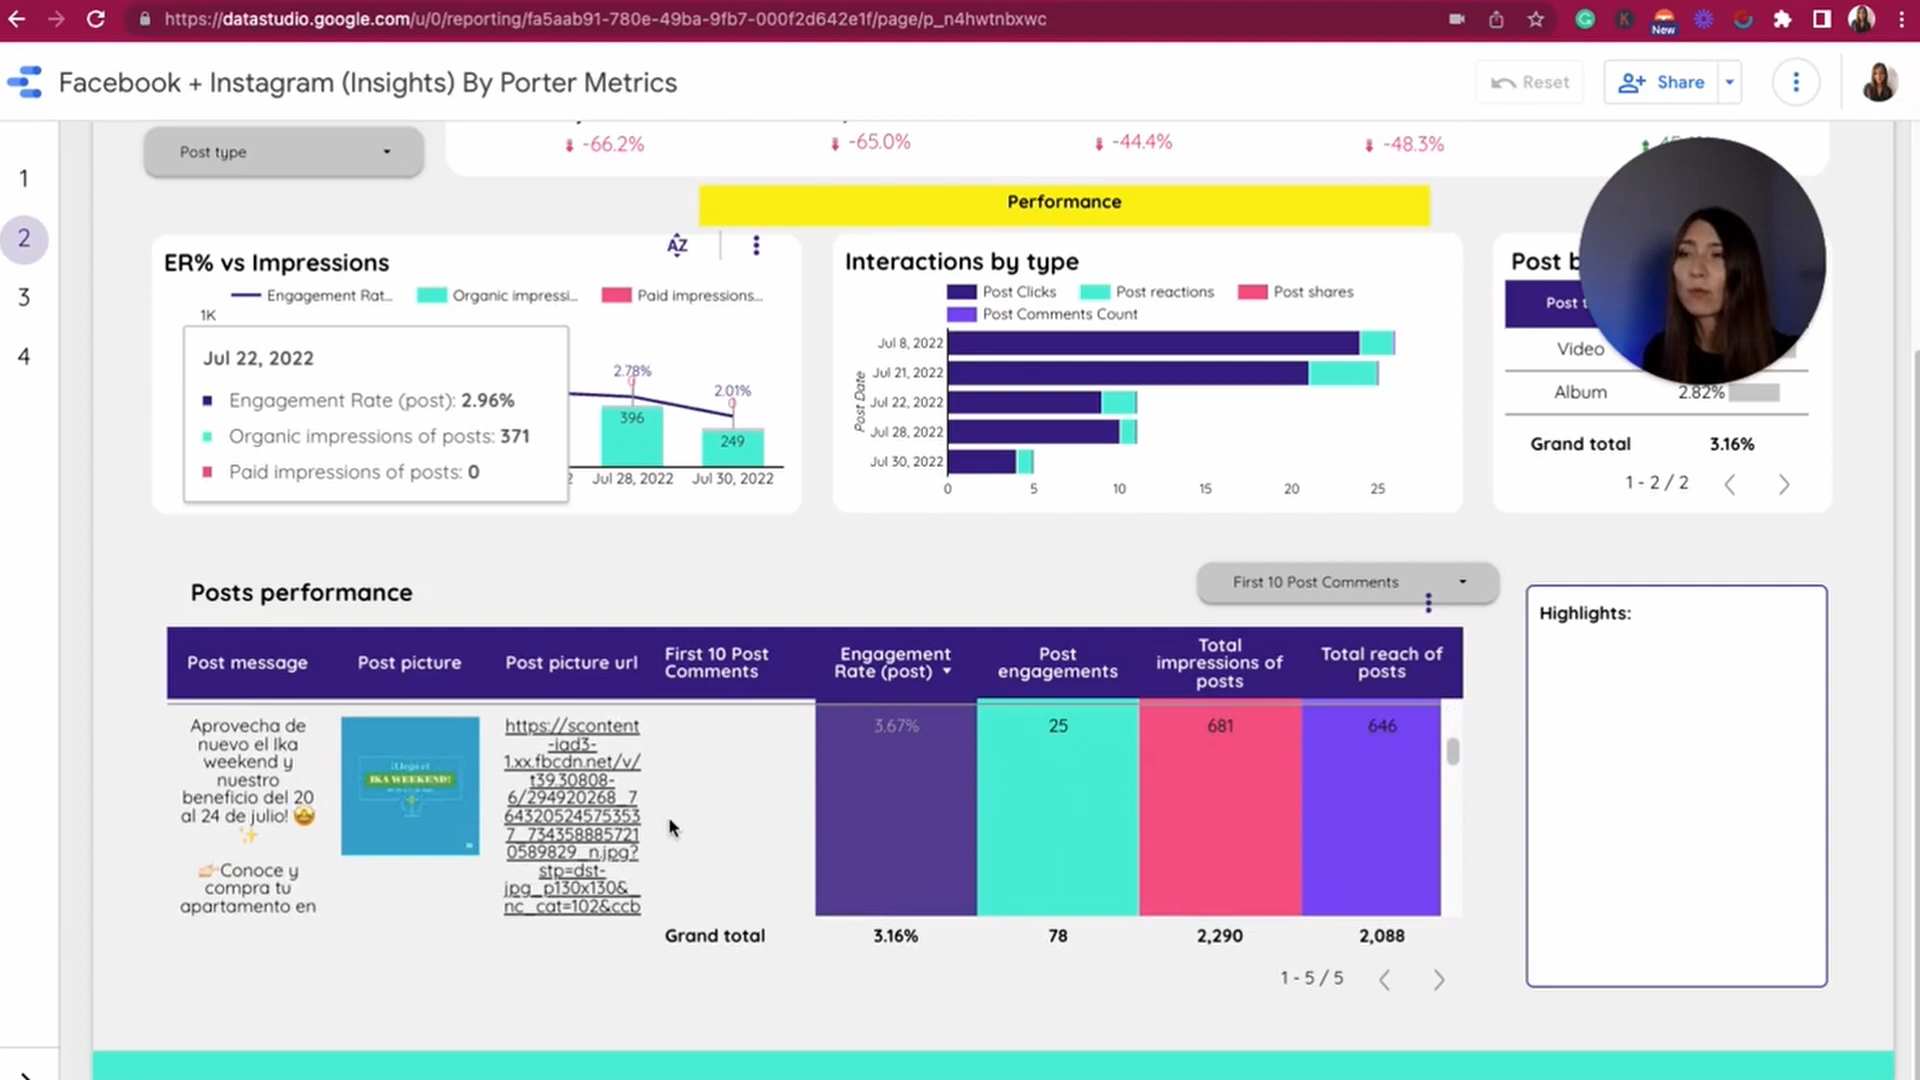 https://datastudio.google.com/u/0/reporting/fa5aab91-780e-49ba-9fb7-000f2d642e1f/page/p_n4hwtnbxwc
New
Facebook + Instagram (Insights) By Porter Metrics
Reset
Share
1
2
3
4
Post type
-66.2%
-65.0%
-44.4%
-48.3%
Performance
ER% vs Impressions
AZ
Engagement Rat...
Organic impressi...
Paid impressions...
1K
Jul 22, 2022
Engagement Rate (post): 2.96%
Organic impressions of posts: 371
Paid impressions of posts: 0
2.78%
0
396
2.01%
0
249
Jul 28, 2022
Jul 30, 2022
Interactions by type
Post Clicks
Post reactions
Post shares
Post Comments Count
Post Date
Jul 8, 2022
Jul 21, 2022
Jul 22, 2022
Jul 28, 2022
Jul 30, 2022
0 5 10 15 20 25
Post b
Post t
Video
Album 2.82%
Grand total 3.16%
1 - 2 / 2
Posts performance
First 10 Post Comments
Post message
Post picture
Post picture url
First 10 Post
Comments
Engagement
Rate (post)
Post
engagements
Total
impressions of
posts
Total reach of
posts
Aprovecha de
nuevo el Ika
weekend y
nuestro
beneficio del 20
al 24 de julio! 🤩
✨
👉🏻Conoce y
compra tu
apartamento en
¡Llegó el
IKA WEEKEND!
https://scontent
-iad3-
1.xx.fbcdn.net/v/
t39.30808-
6/294920268_7
64320524575353
7_734358885721
0589829_n.jpg?
stp=dst-
jpg_p130x130&_
nc_cat=102&ccb
3.67%
25
681
646
Grand total
3.16%
78
2,290
2,088
1 - 5 / 5
Highlights: